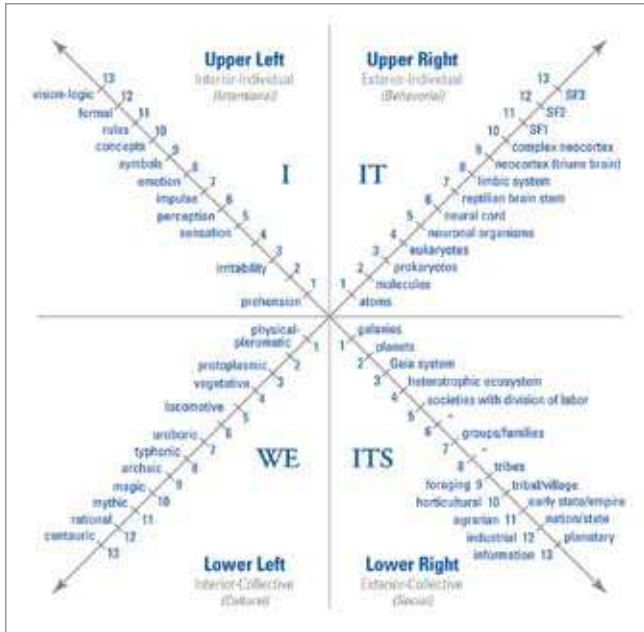 Upper Left
Interior-Individual
(Intentional)
I
13
vision-logic
12
formal
11
rules
10
concepts
9
symbols
8
emotion
7
impulse
6
perception
5
sensation
4
3
irritability
2
1
prehension
Upper Right
Exterior-Individual
(Behavorial)
IT
13
SF3
12
SF2
11
SF1
10
complex neocortex
9
neocortex (triune brain)
8
limbic system
7
reptilian brain stem
6
neural cord
5
neuronal organisms
4
eukaryotes
3
prokaryotes
2
molecules
1
atoms
physical-
pleromatic
1
protoplasmic
2
vegetative
3
4
locomotive
5
uroboric
6
typhonic
7
archaic
8
magic
9
mythic
10
rational
11
centauric
12
13
WE
Lower Left
Interior-Collective
(Cultural)
1
galaxies
2
planets
3
Gaia system
4
heterotrophic ecosystem
5
societies with division of labor
6
"
7
groups/families
8
"
tribes
foraging 9 tribal/village
horticultural 10 early state/empire
agrarian 11 nation/state
industrial 12 planetary
information 13
ITS
Lower Right
Exterior-Collective
(Social)